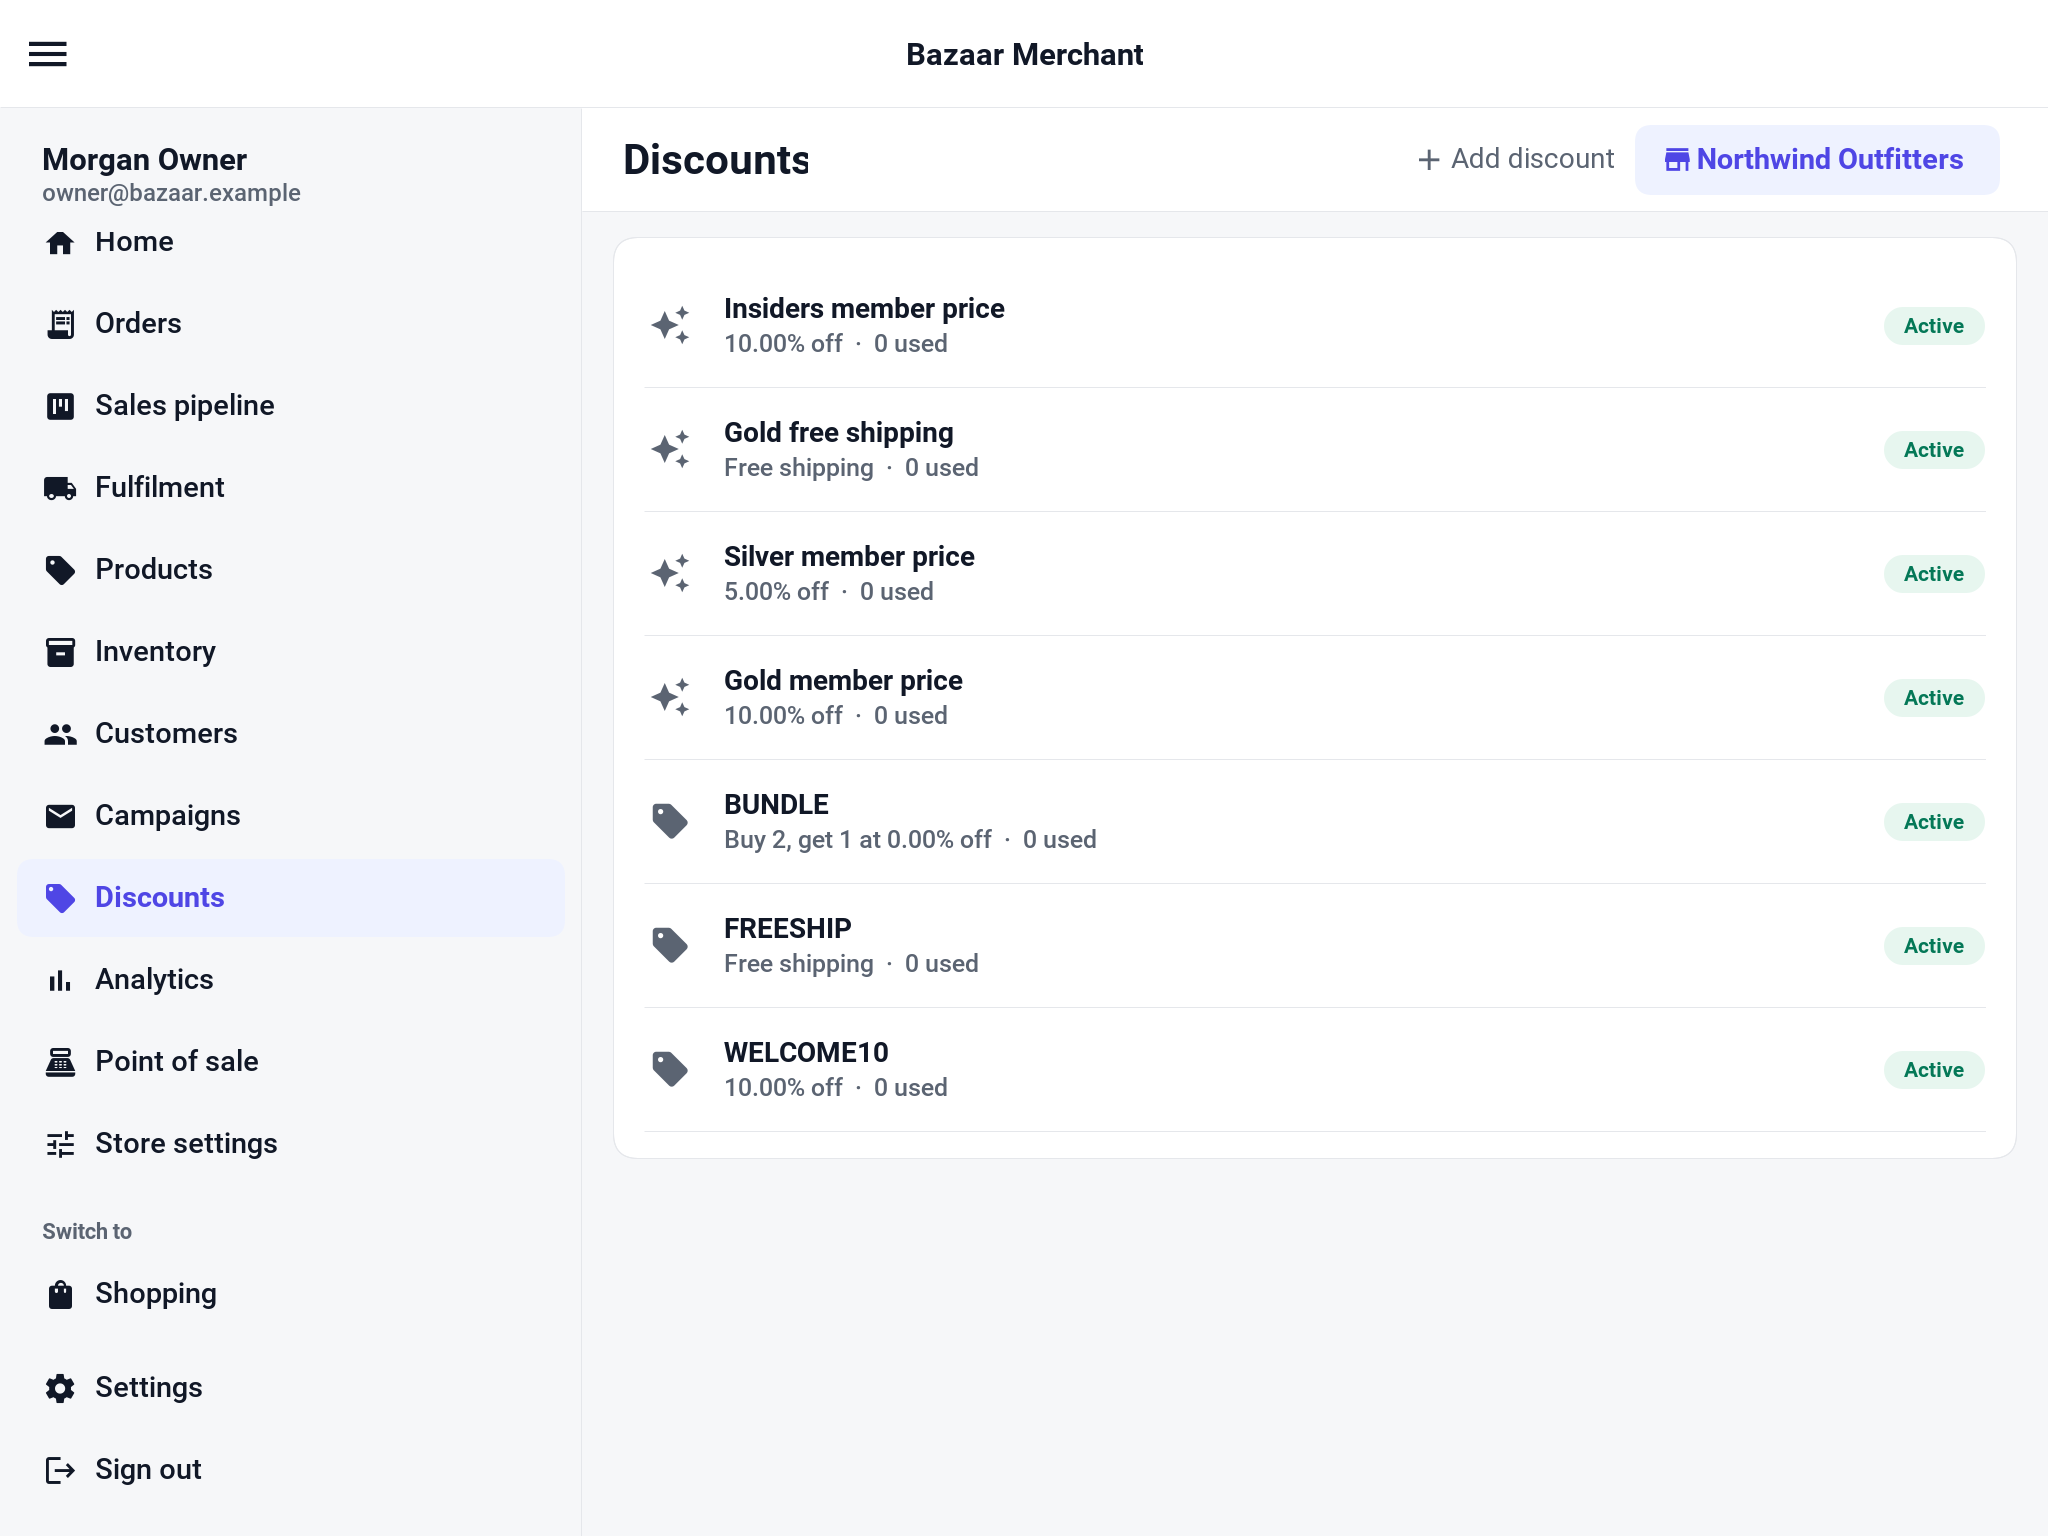 Bazaar Merchant
Morgan Owner
owner@bazaar.example
Home
Orders
Sales pipeline
Fulfilment
Products
Inventory
Customers
Campaigns
Discounts
Analytics
Point of sale
Store settings
Switch to
Shopping
Settings
Sign out
Discounts
Add discount
Northwind Outfitters
Insiders member price
10.00% off · 0 used
Active
Gold free shipping
Free shipping · 0 used
Active
Silver member price
5.00% off · 0 used
Active
Gold member price
10.00% off · 0 used
Active
BUNDLE
Buy 2, get 1 at 0.00% off · 0 used
Active
FREESHIP
Free shipping · 0 used
Active
WELCOME10
10.00% off · 0 used
Active